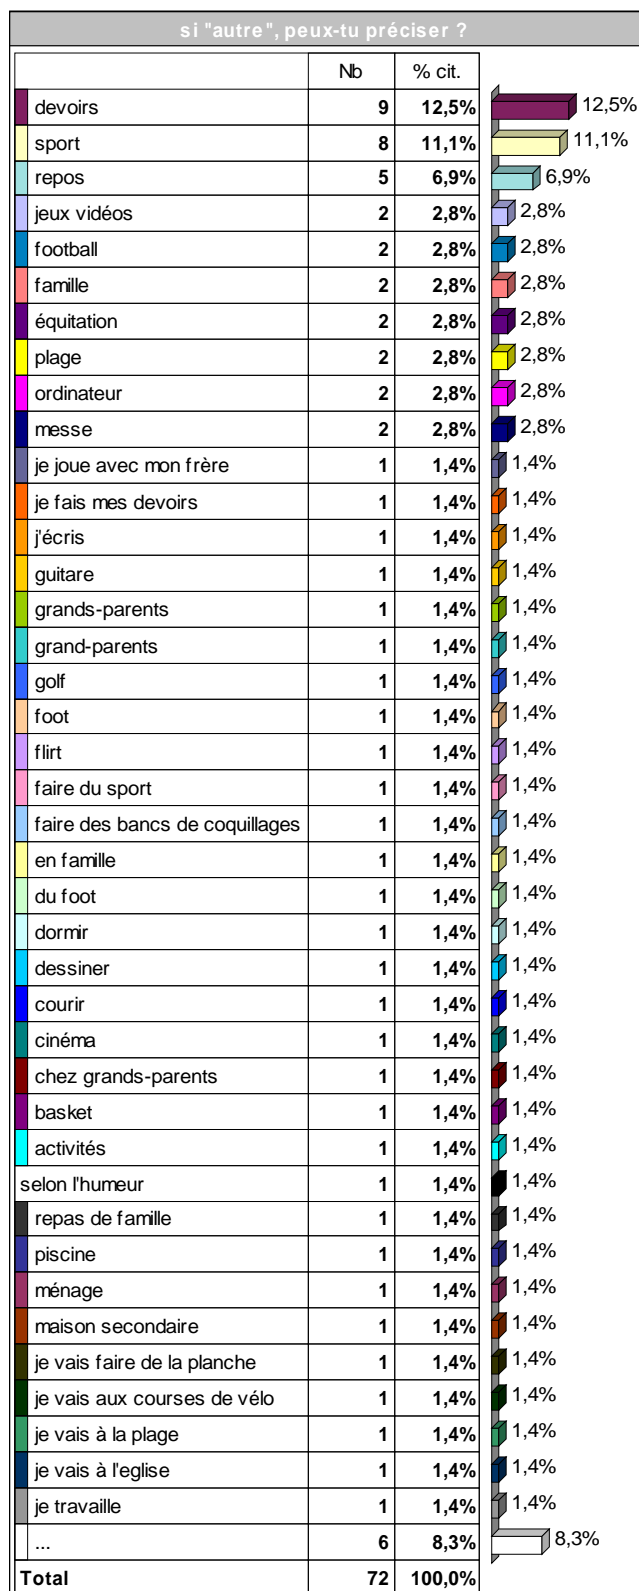 si "autre", peux-tu préciser ?
Nb % cit.
devoirs 9 12,5% 12,5%
sport 8 11,1% 11,1%
repos 5 6,9% 6,9%
jeux vidéos 2 2,8% 2,8%
football 2 2,8% 2,8%
famille 2 2,8% 2,8%
équitation 2 2,8% 2,8%
plage 2 2,8% 2,8%
ordinateur 2 2,8% 2,8%
messe 2 2,8% 2,8%
je joue avec mon frère 1 1,4% 1,4%
je fais mes devoirs 1 1,4% 1,4%
j'écris 1 1,4% 1,4%
guitare 1 1,4% 1,4%
grands-parents 1 1,4% 1,4%
grand-parents 1 1,4% 1,4%
golf 1 1,4% 1,4%
foot 1 1,4% 1,4%
flirt 1 1,4% 1,4%
faire du sport 1 1,4% 1,4%
faire des bancs de coquillages 1 1,4% 1,4%
en famille 1 1,4% 1,4%
du foot 1 1,4% 1,4%
dormir 1 1,4% 1,4%
dessiner 1 1,4% 1,4%
courir 1 1,4% 1,4%
cinéma 1 1,4% 1,4%
chez grands-parents 1 1,4% 1,4%
basket 1 1,4% 1,4%
activités 1 1,4% 1,4%
selon l'humeur 1 1,4% 1,4%
repas de famille 1 1,4% 1,4%
piscine 1 1,4% 1,4%
ménage 1 1,4% 1,4%
maison secondaire 1 1,4% 1,4%
je vais faire de la planche 1 1,4% 1,4%
je vais aux courses de vélo 1 1,4% 1,4%
je vais à la plage 1 1,4% 1,4%
je vais à l'eglise 1 1,4% 1,4%
je travaille 1 1,4% 1,4%
... 6 8,3% 8,3%
Total 72 100,0%